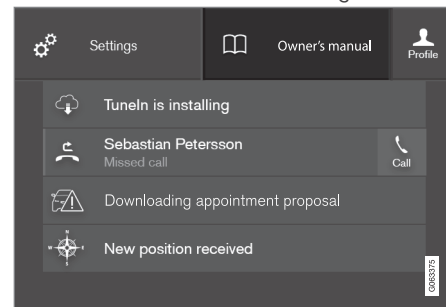 Settings
Owner's manual
Profile
TuneIn is installing
Sebastian Petersson
Missed call
Call
Downloading appointment proposal
N
W
E
S
New position received
G063375